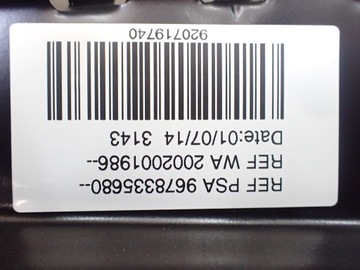 REF PSA 9678335680--
REF WA 2002001986--
Date:01/07/14 3143
920719740